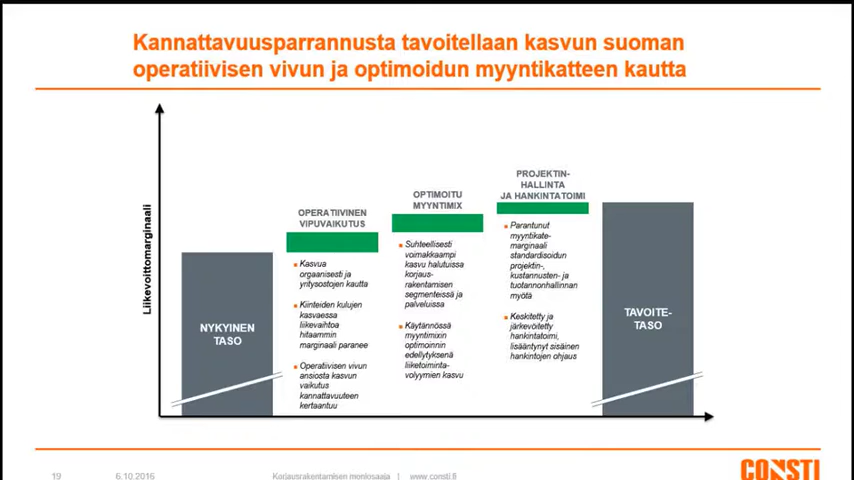 Kannattavuusparrannusta tavoitellaan kasvun suoman
operatiivisen vivun ja optimoidun myyntikatteen kautta
Liikevoittomarginaali
NYKYINEN
TASO
OPERATIIVINEN
VIPUVAIKUTUS
Kasvua
orgaanisesti ja
yritysostojen kautta
Kiinteiden kulujen
kasvaessa
liikevaihtoa
hitaammin
marginaali paranee
Operatiivisen vivun
ansiosta kasvun
vaikutus
kannattavuuteen
kertaantuu
OPTIMOITU
MYYNTIMIX
Suhteellisesti
voimakkaampi
kasvu halutuissa
korjaus-
rakentamisen
segmenteissä ja
palveluissa
Käytännössä
myyntimixin
optimoinnin
edellytyksenä
liiketoiminta-
volyymien kasvu
PROJEKTIN-
HALLINTA
JA HANKINTATOIMI
Parantunut
myyntikate-
marginaali
standardisoidun
projektin-,
kustannusten- ja
tuotannonhallinnan
myötä
Keskitetty ja
järkevöitetty
hankintatoimi,
lisääntynyt sisäinen
hankintojen ohjaus
TAVOITE-
TASO
19 6.10.2016 Korjausrakentamisen moniosaaja | www.consti.fi
CONSTI